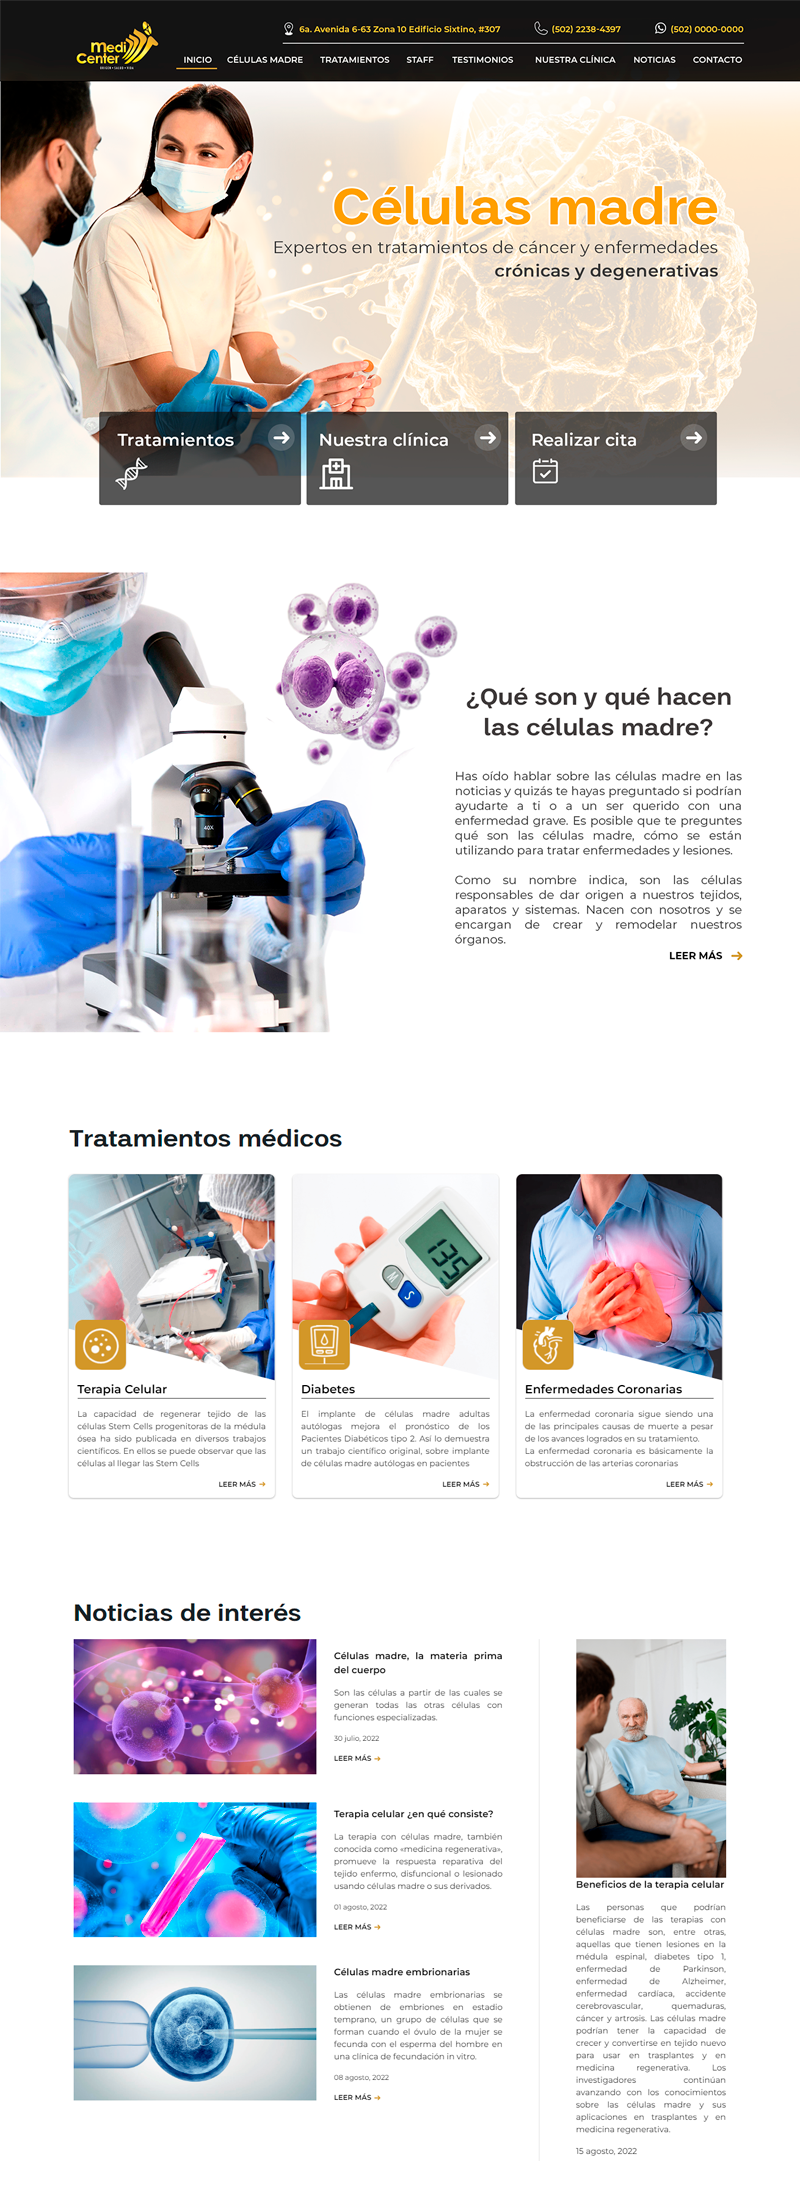 6a. Avenida 6-63 Zona 10 Edificio Sixtino, #307
(502) 2238-4397
(502) 0000-0000
Medi
Center
INICIO
CÉLULAS MADRE
TRATAMIENTOS
STAFF
TESTIMONIOS
NUESTRA CLÍNICA
NOTICIAS
CONTACTO
Células madre
Expertos en tratamientos de cáncer y enfermedades
crónicas y degenerativas
Tratamientos
Nuestra clínica
Realizar cita
4X
40X
¿Qué son y qué hacen
las células madre?
Has oído hablar sobre las células madre en las
noticias y quizás te hayas preguntado si podrían
ayudarte a ti o a un ser querido con una
enfermedad grave. Es posible que te preguntes
qué son las células madre, cómo se están
utilizando para tratar enfermedades y lesiones.
Como su nombre indica, son las células
responsables de dar origen a nuestros tejidos,
aparatos y sistemas. Nacen con nosotros y se
encargan de crear y remodelar nuestros
órganos.
LEER MÁS
Tratamientos médicos
135
M
S
Terapia Celular
La capacidad de regenerar tejido de las
células Stem Cells progenitoras de la médula
ósea ha sido publicada en diversos trabajos
científicos. En ellos se puede observar que las
células al llegar las Stem Cells
LEER MÁS
Diabetes
El implante de células madre adultas
autólogas mejora el pronóstico de los
Pacientes Diabéticos tipo 2. Así lo demuestra
un trabajo científico original, sobre implante
de células madre autólogas en pacientes
LEER MÁS
Enfermedades Coronarias
La enfermedad coronaria sigue siendo una
de las principales causas de muerte a pesar
de los avances logrados en su tratamiento.
La enfermedad coronaria es básicamente la
obstrucción de las arterias coronarias
LEER MÁS
Noticias de interés
Células madre, la materia prima
del cuerpo
Son las células a partir de las cuales se
generan todas las otras células con
funciones especializadas.
30 julio, 2022
LEER MÁS
Terapia celular ¿en qué consiste?
La terapia con células madre, también
conocida como «medicina regenerativa»,
promueve la respuesta reparativa del
tejido enfermo, disfuncional o lesionado
usando células madre o sus derivados.
01 agosto, 2022
LEER MÁS
Células madre embrionarias
Las células madre embrionarias se
obtienen de embriones en estadio
temprano, un grupo de células que se
forman cuando el óvulo de la mujer se
fecunda con el esperma del hombre en
una clínica de fecundación in vitro.
08 agosto, 2022
LEER MÁS
Beneficios de la terapia celular
Las personas que podrían
beneficiarse de las terapias con
células madre son, entre otras,
aquellas que tienen lesiones en la
médula espinal, diabetes tipo 1,
enfermedad de Parkinson,
enfermedad de Alzheimer,
enfermedad cardíaca, accidente
cerebrovascular, quemaduras,
cáncer y artrosis. Las células madre
podrían tener la capacidad de
crecer y convertirse en tejido nuevo
para usar en trasplantes y en
medicina regenerativa. Los
investigadores continúan
avanzando con los conocimientos
sobre las células madre y sus
aplicaciones en trasplantes y en
medicina regenerativa.
15 agosto, 2022